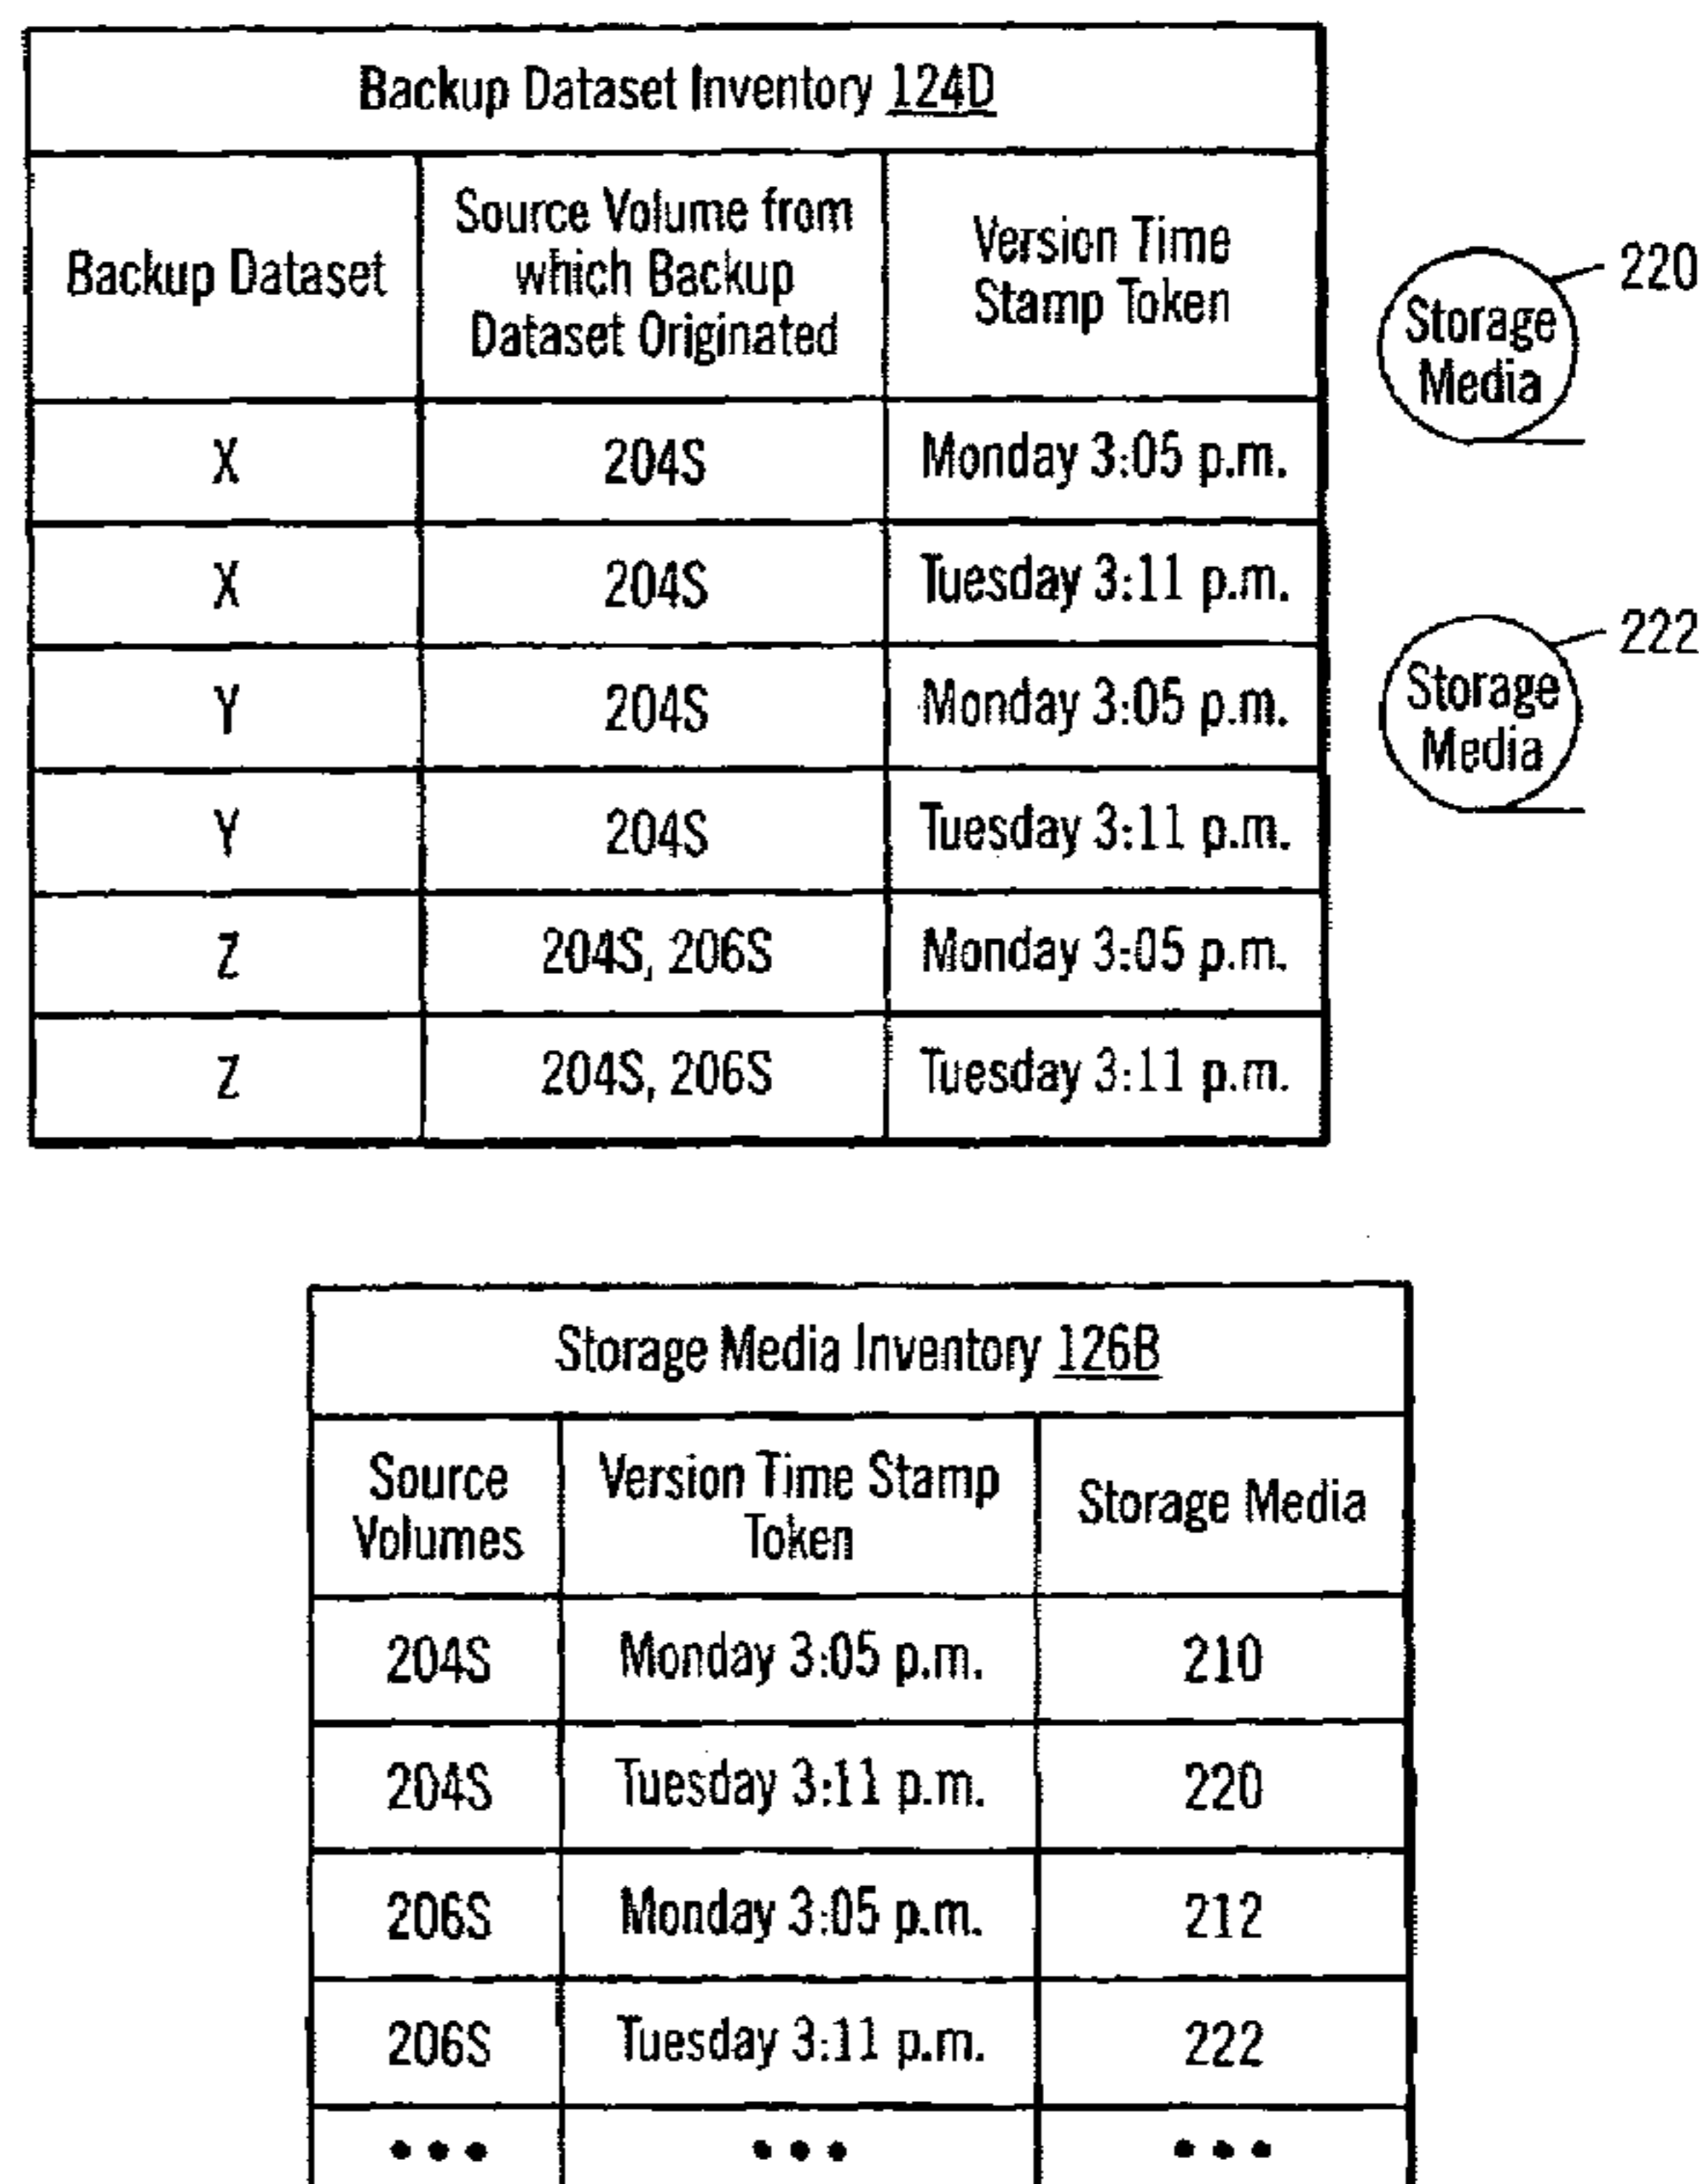 Backup Dataset Inventory 124D
Backup Dataset
Source Volume from
which Backup
Dataset Originated
Version Time
Stamp Token
X 204S Monday 3:05 p.m.
X 204S Tuesday 3:11 p.m.
Y 204S Monday 3:05 p.m.
Y 204S Tuesday 3:11 p.m.
Z 204S, 206S Monday 3:05 p.m.
Z 204S, 206S Tuesday 3:11 p.m.
220
Storage
Media
222
Storage
Media
Storage Media Inventory 126B
Source
Volumes
Version Time Stamp
Token
Storage Media
204S Monday 3:05 p.m. 210
204S Tuesday 3:11 p.m. 220
206S Monday 3:05 p.m. 212
206S Tuesday 3:11 p.m. 222
••• ••• •••